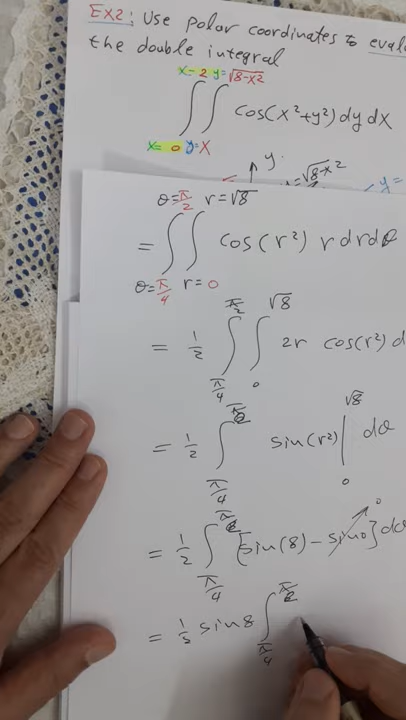 EX2: Use polar coordinates to evalu
the double integral
x=2 y=√(8-x²)
∫∫ cos(x²+y²) dy dx
x=0 y=x
y
√(8-x²)
y=
θ=π/2 r=√8
= ∫∫ cos(r²) r dr dθ
θ=π/4 r=0
π/2 √8
= 1/2 ∫∫ 2r cos(r²) d
π/4 0
π/2 √8
= 1/2 ∫ sin(r²) | dθ
π/4 0
π/2 0
= 1/2 ∫ [sin(8) - sin0] dθ
π/4
π/2
= 1/2 sin8 ∫
π/4